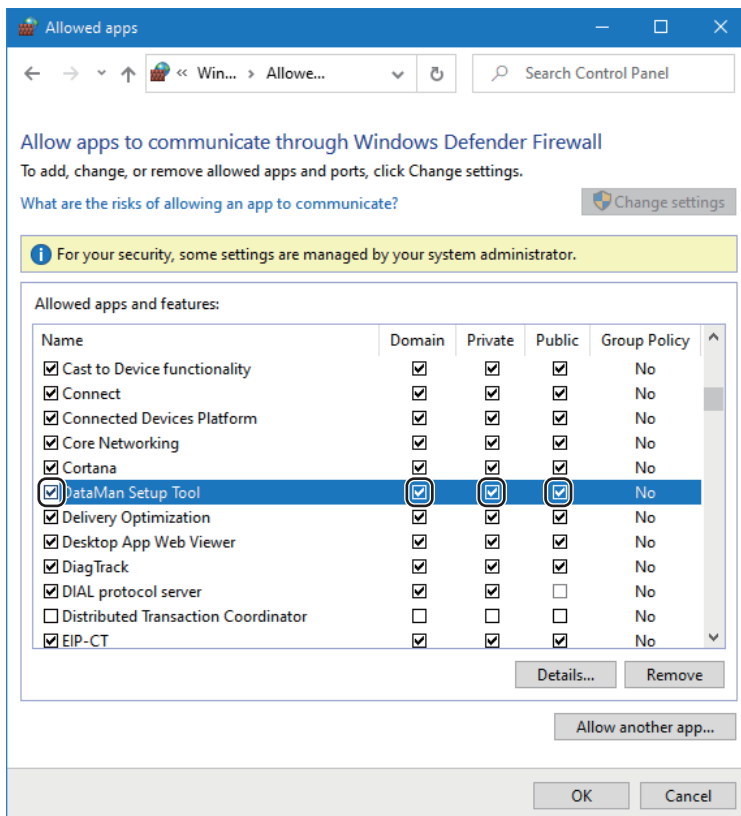 Allowed apps
« Win... › Allowe...
Search Control Panel
Allow apps to communicate through Windows Defender Firewall
To add, change, or remove allowed apps and ports, click Change settings.
What are the risks of allowing an app to communicate?
Change settings
For your security, some settings are managed by your system administrator.
Allowed apps and features:
Name Domain Private Public Group Policy
Cast to Device functionality No
Connect No
Connected Devices Platform No
Core Networking No
Cortana No
DataMan Setup Tool No
Delivery Optimization No
Desktop App Web Viewer No
DiagTrack No
DIAL protocol server No
Distributed Transaction Coordinator No
EIP-CT No
Details... Remove
Allow another app...
OK Cancel